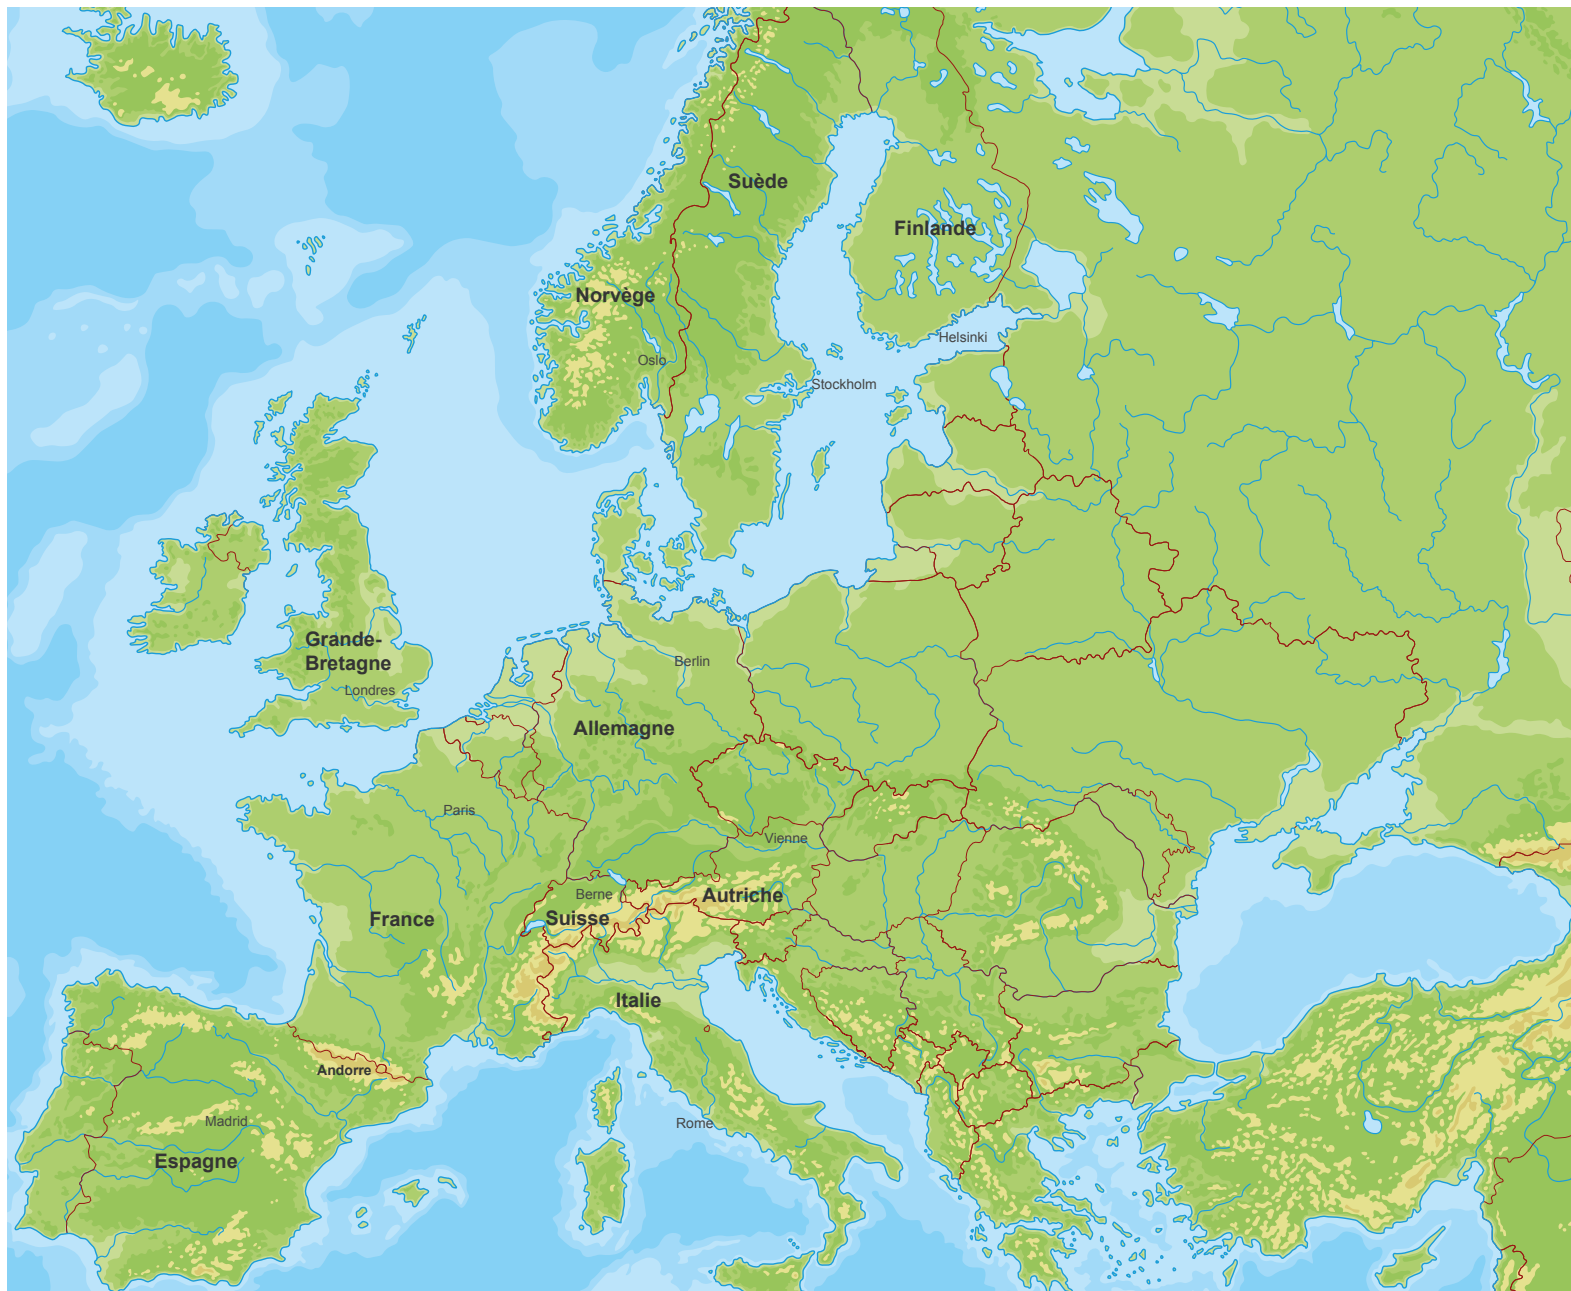 Suède
Finlande
Norvège
Helsinki
Oslo
Stockholm
Grande-
Bretagne
Londres
Berlin
Allemagne
Paris
Vienne
Berne
Autriche
France
Suisse
Italie
Andorre
Madrid
Rome
Espagne